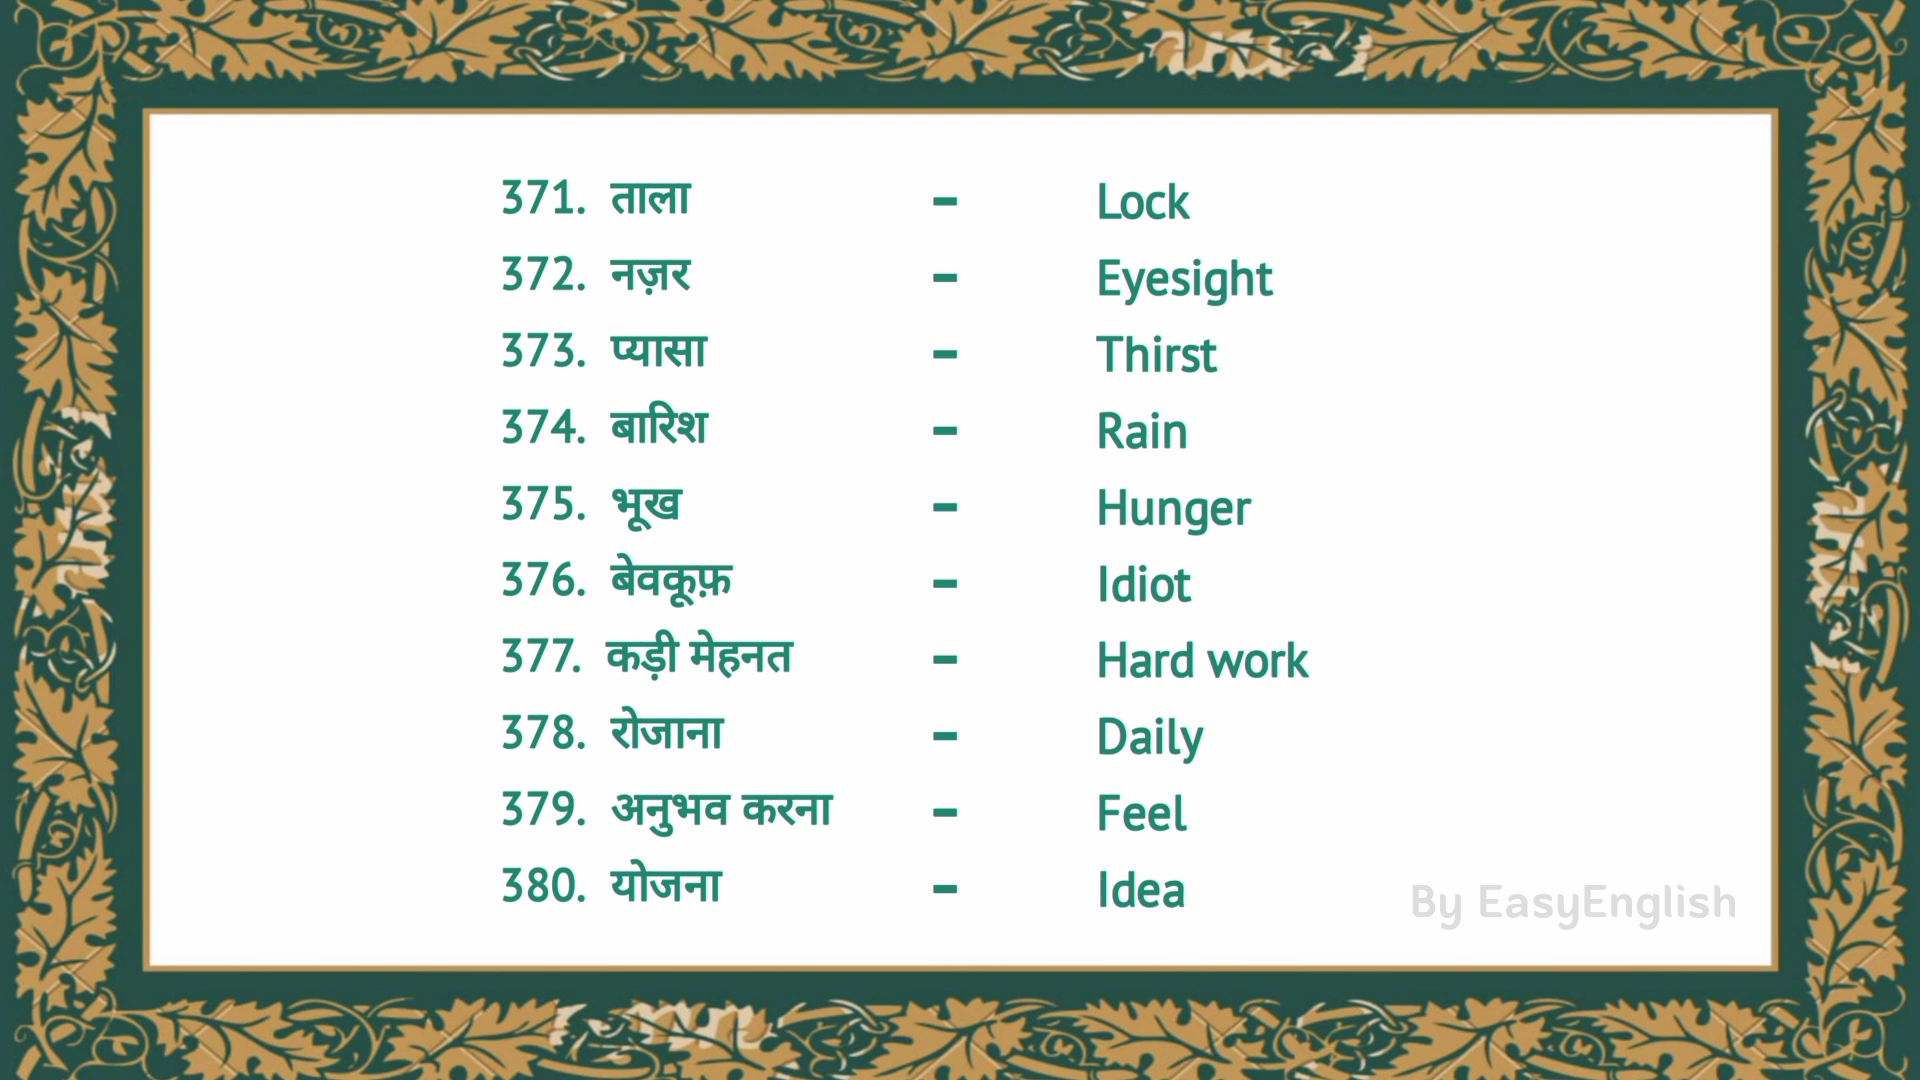 371. ताला - Lock
372. नज़र - Eyesight
373. प्यासा - Thirst
374. बारिश - Rain
375. भूख - Hunger
376. बेवकूफ़ - Idiot
377. कड़ी मेहनत - Hard work
378. रोजाना - Daily
379. अनुभव करना - Feel
380. योजना - Idea
By EasyEnglish